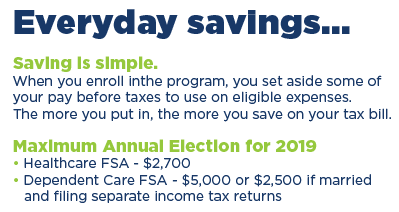 Everyday savings...
Saving is simple.
When you enroll inthe program, you set aside some of
your pay before taxes to use on eligible expenses.
The more you put in, the more you save on your tax bill.
Maximum Annual Election for 2019
• Healthcare FSA - $2,700
• Dependent Care FSA - $5,000 or $2,500 if married
and filing separate income tax returns